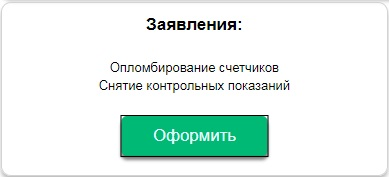 Заявления:
Опломбирование счетчиков
Снятие контрольных показаний
Оформить